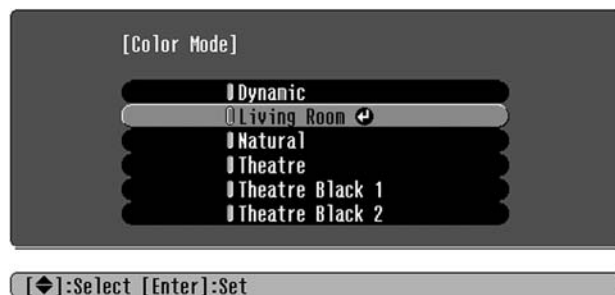 [Color Mode]
Dynamic
Living Room
Natural
Theatre
Theatre Black 1
Theatre Black 2
[◆]:Select [Enter]:Set